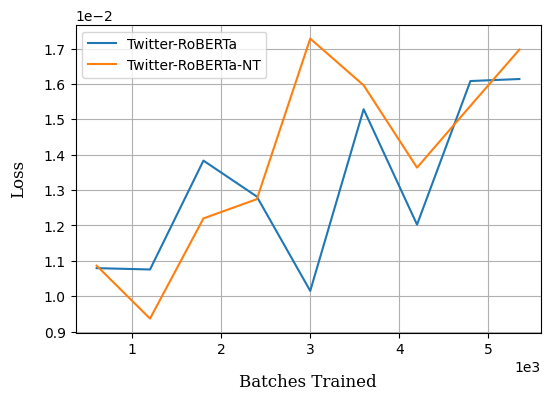 1e−2
Twitter-RoBERTa
Twitter-RoBERTa-NT
1.7
1.6
1.5
1.4
1.3
1.2
1.1
1.0
0.9
Loss
1 2 3 4 5
1e3
Batches Trained